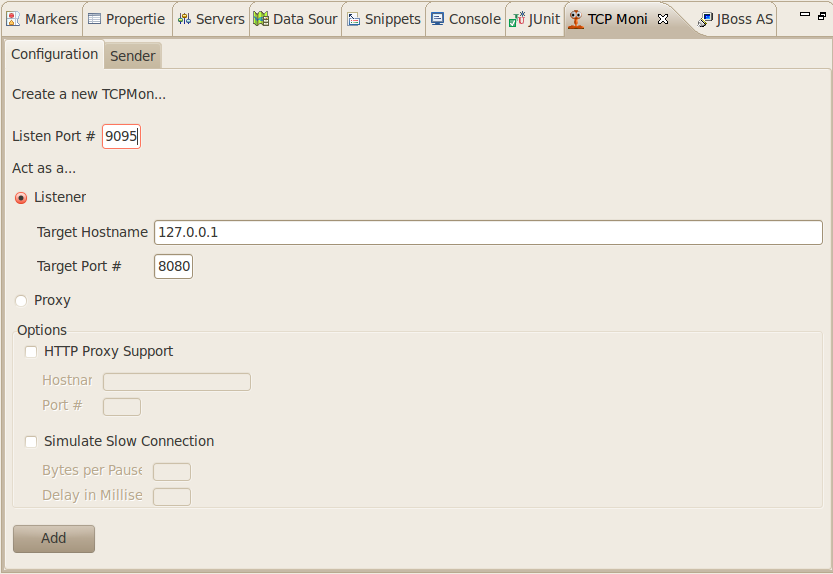 Markers Propertie Servers Data Sour Snippets Console JUnit TCP Moni JBoss AS
Configuration Sender
Create a new TCPMon...
Listen Port # 9095
Act as a...
Listener
Target Hostname 127.0.0.1
Target Port # 8080
Proxy
Options
HTTP Proxy Support
Hostnar
Port #
Simulate Slow Connection
Bytes per Pause
Delay in Millise
Add